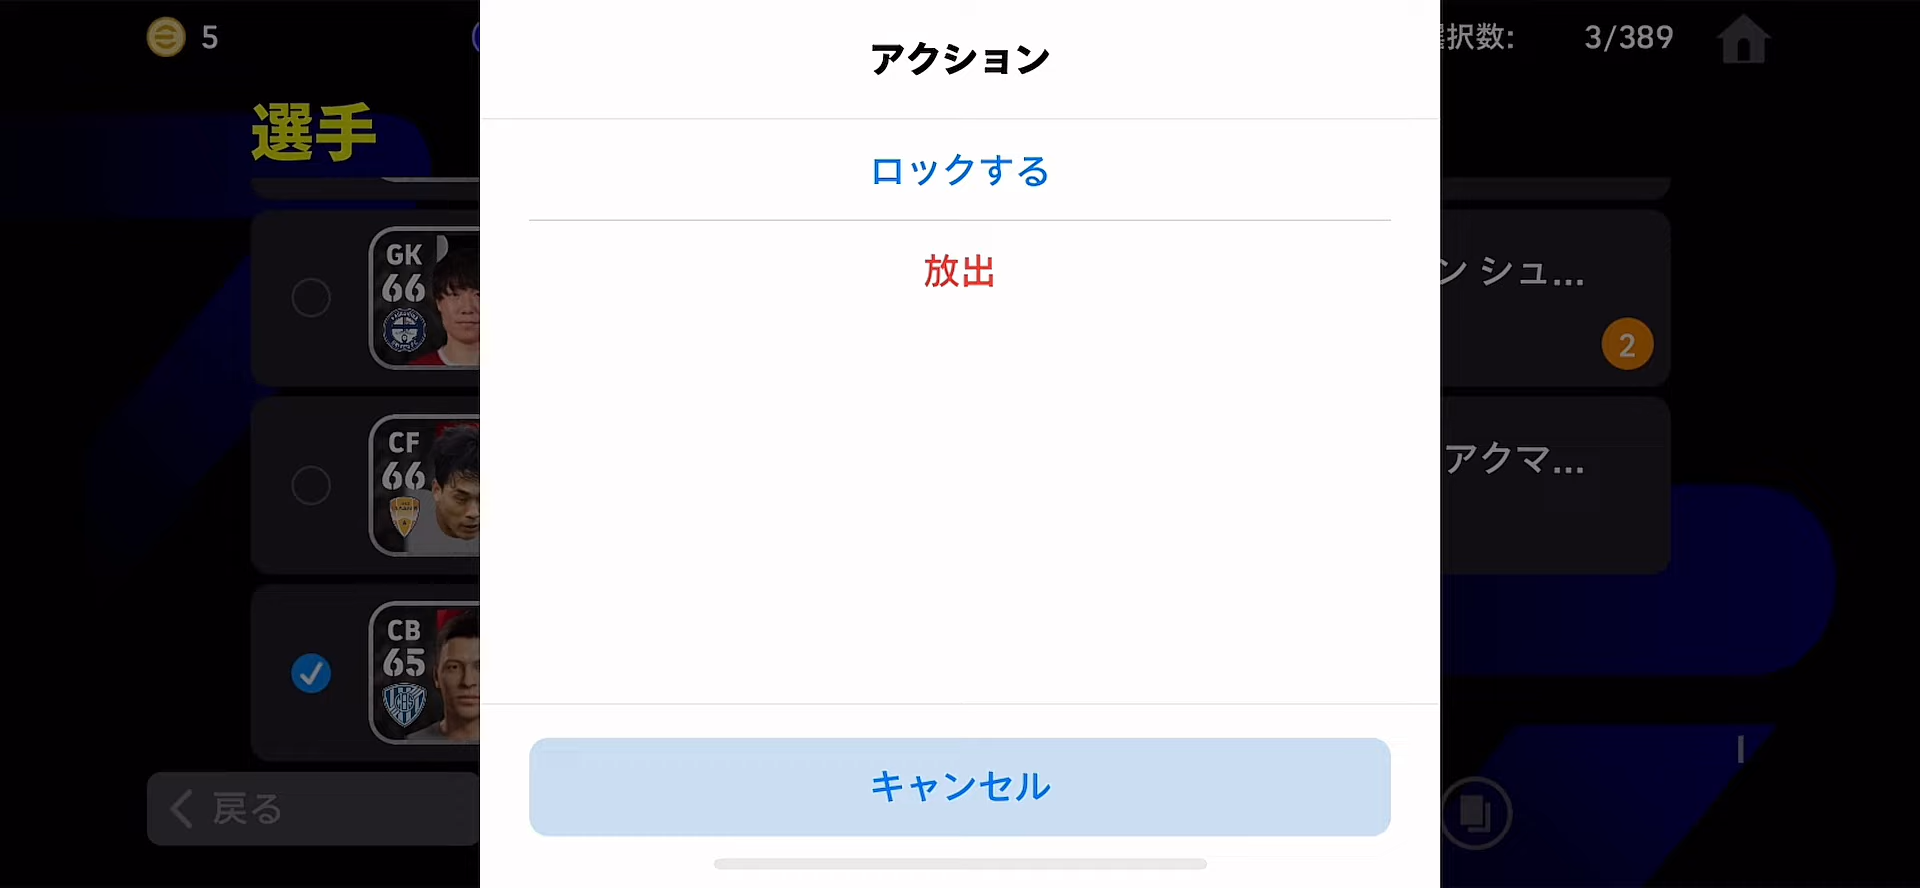 5
択数: 3/389
アクション
選手
ロックする
放出
GK
66
ン シュ...
2
CF
66
アクマ...
CB
65
キャンセル
戻る